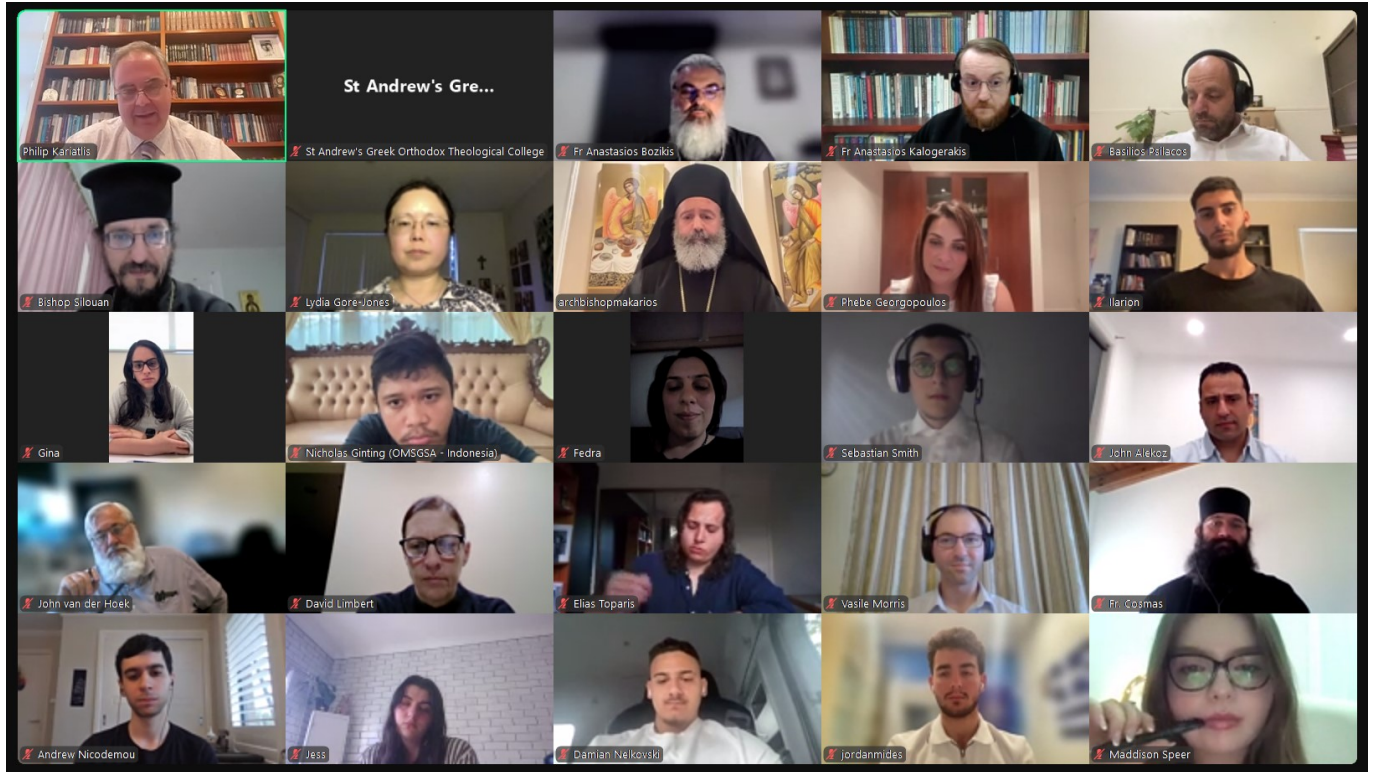 St Andrew's Gre...
Philip Kariatlis
St Andrew's Greek Orthodox Theological College
Fr Anastasios Bozikis
Fr Anastasios Kalogerakis
Basilios Psilacos
Bishop Silouan
Lydia Gore-Jones
archbishopmakarios
Phebe Georgopoulos
Ilarion
Gina
Nicholas Ginting (OMSGSA - Indonesia)
Fedra
Sebastian Smith
John Alekoz
John van der Hoek
David Limbert
Elias Toparis
Vasile Morris
Fr. Cosmas
Andrew Nicodemou
Jess
Damian Nelkovski
jordanmides
Maddison Speer